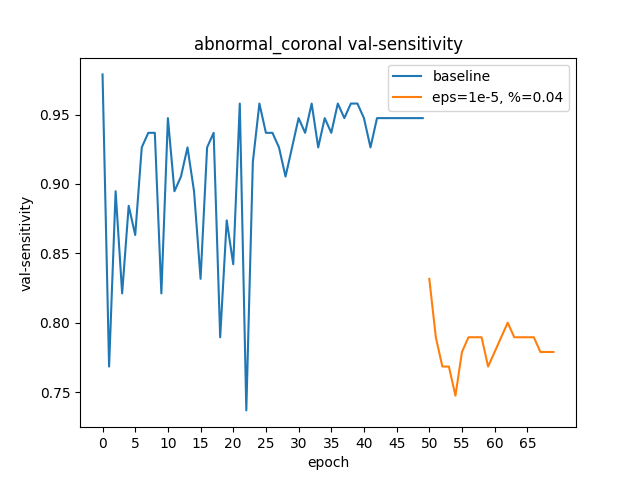 abnormal_coronal val-sensitivity
baseline
eps=1e-5, %=0.04
val-sensitivity
0.95
0.90
0.85
0.80
0.75
0 5 10 15 20 25 30 35 40 45 50 55 60 65
epoch